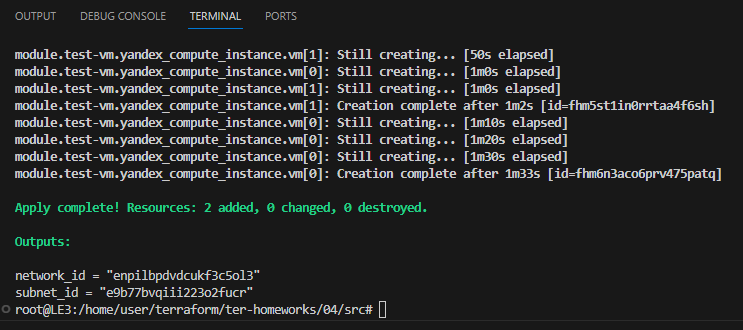 OUTPUT DEBUG CONSOLE TERMINAL PORTS
module.test-vm.yandex_compute_instance.vm[1]: Still creating... [50s elapsed]
module.test-vm.yandex_compute_instance.vm[0]: Still creating... [1m0s elapsed]
module.test-vm.yandex_compute_instance.vm[1]: Still creating... [1m0s elapsed]
module.test-vm.yandex_compute_instance.vm[1]: Creation complete after 1m2s [id=fhm5st1in0rrtaa4f6sh]
module.test-vm.yandex_compute_instance.vm[0]: Still creating... [1m10s elapsed]
module.test-vm.yandex_compute_instance.vm[0]: Still creating... [1m20s elapsed]
module.test-vm.yandex_compute_instance.vm[0]: Still creating... [1m30s elapsed]
module.test-vm.yandex_compute_instance.vm[0]: Creation complete after 1m33s [id=fhm6n3aco6prv475patq]
Apply complete! Resources: 2 added, 0 changed, 0 destroyed.
Outputs:
network_id = "enpilbpdvdcukf3c5ol3"
subnet_id = "e9b77bvqiii223o2fucr"
root@LE3:/home/user/terraform/ter-homeworks/04/src#